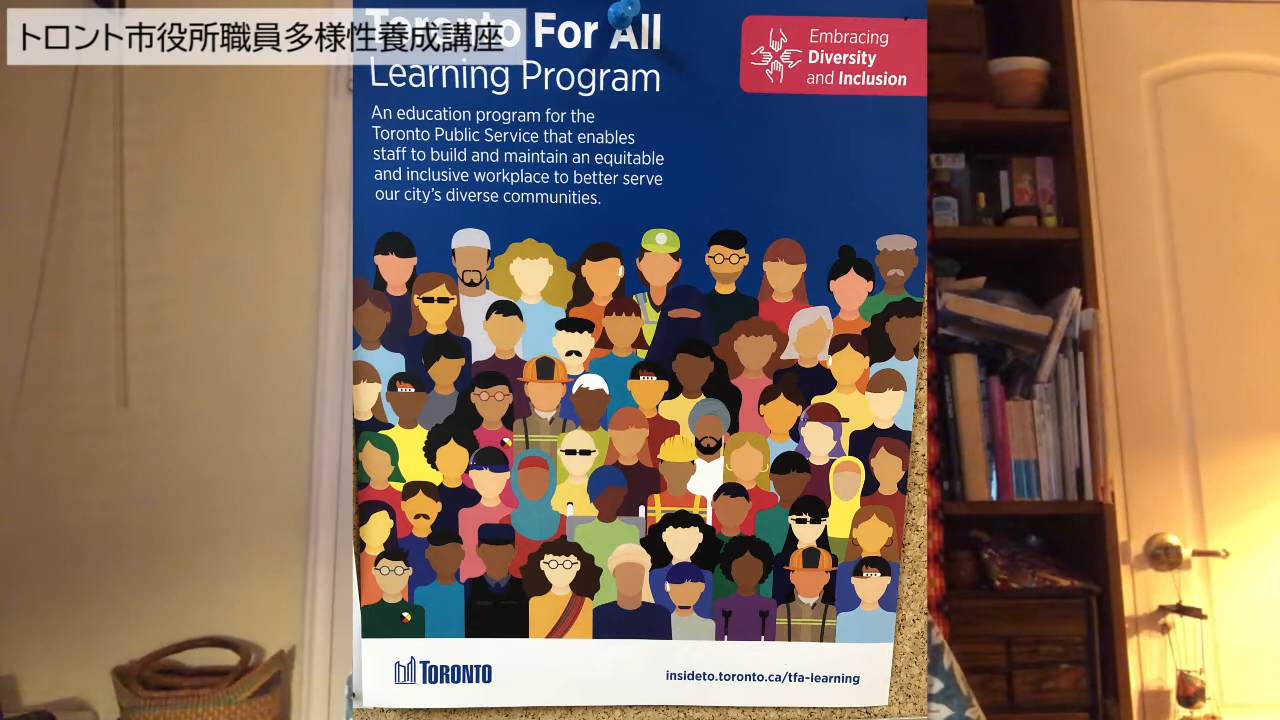 トロント市役所職員多様性養成講座
Toronto For All
Learning Program
Embracing
Diversity
and Inclusion
An education program for the
Toronto Public Service that enables
staff to build and maintain an equitable
and inclusive workplace to better serve
our city's diverse communities.
TORONTO
insideto.toronto.ca/tfa-learning